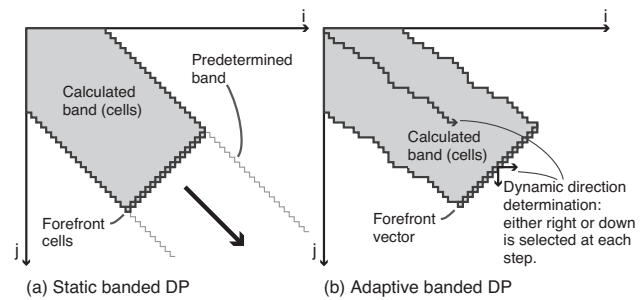 i
Predetermined
band
Calculated
band (cells)
Forefront
cells
j
(a) Static banded DP
i
Calculated
band (cells)
Dynamic direction
determination:
either right or down
is selected at each
step.
Forefront
vector
j
(b) Adaptive banded DP